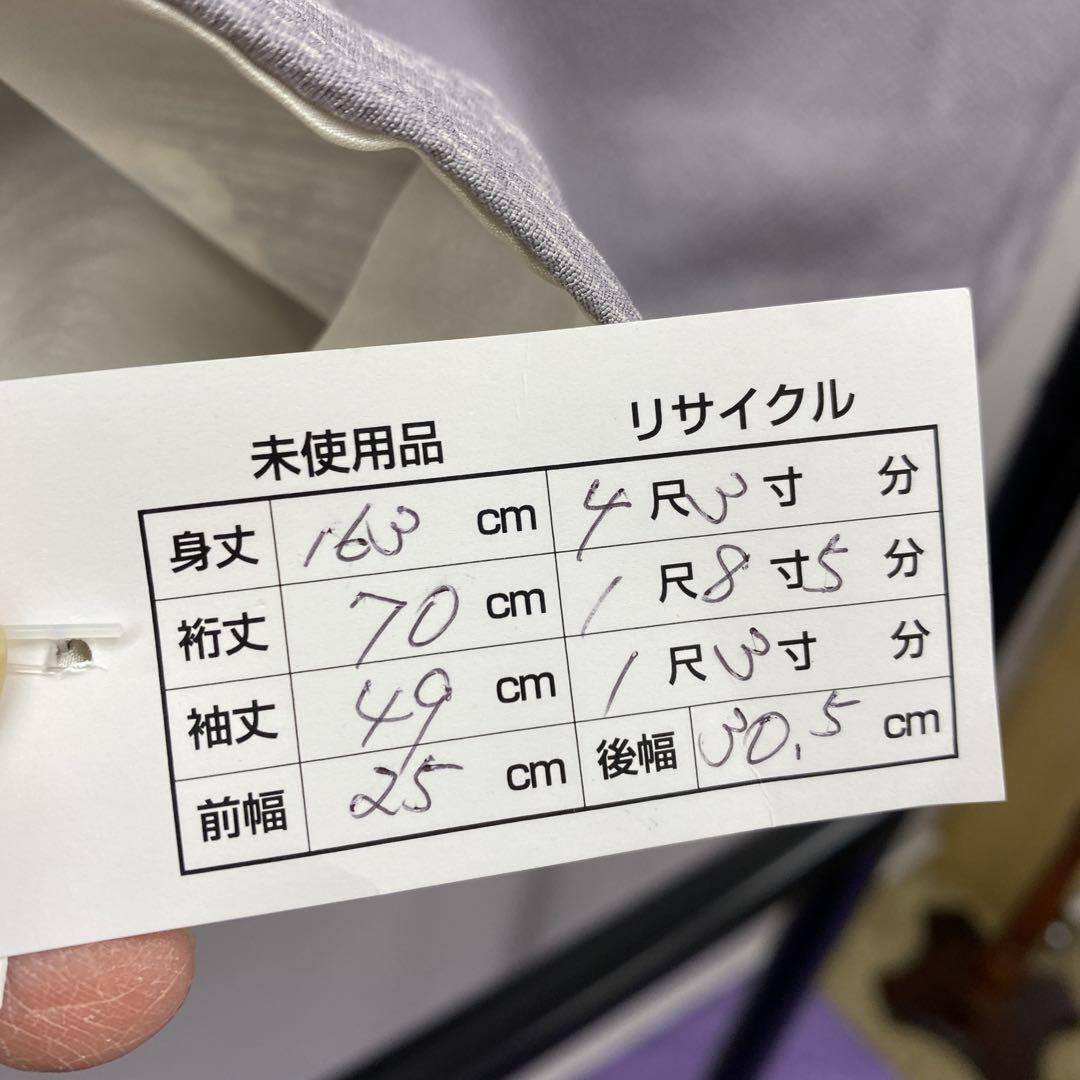 未使用品 リサイクル
身丈 163 cm 4 尺 3 寸 分
裄丈 70 cm 1 尺 8 寸 5 分
袖丈 49 cm 1 尺 3 寸 分
前幅 25 cm 後幅 30.5 cm